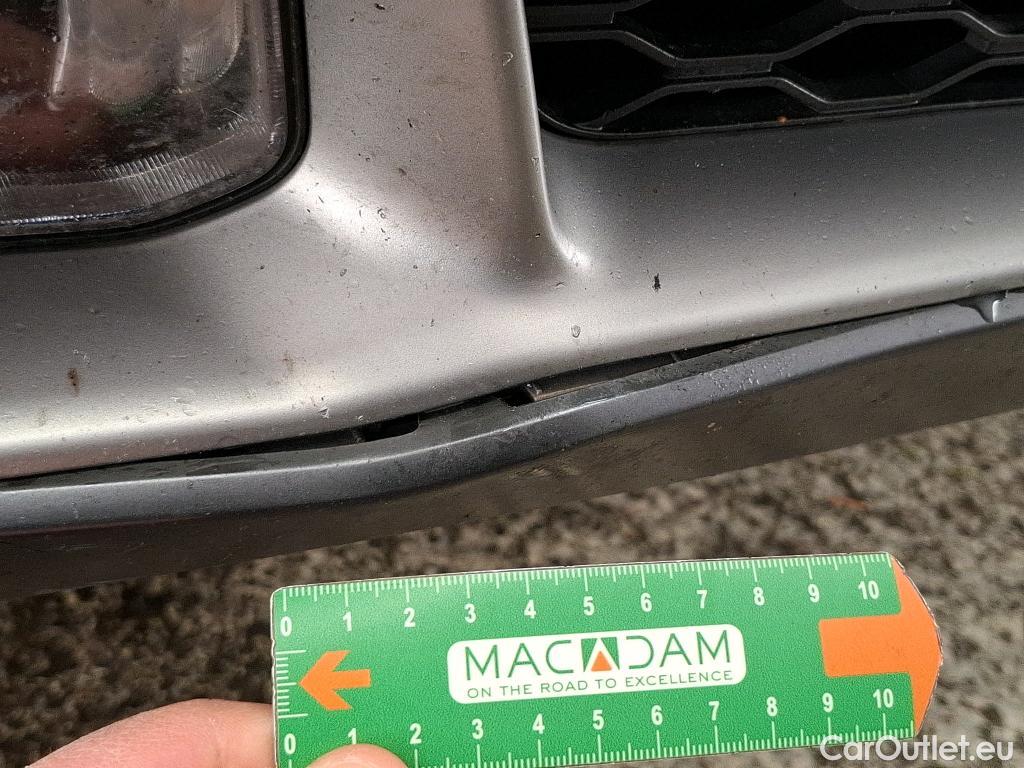 0 1 2 3 4 5 6 7 8 9 10
MACADAM
ON THE ROAD TO EXCELLENCE
0 1 2 3 4 5 6 7 8 9 10
CarOutlet.eu